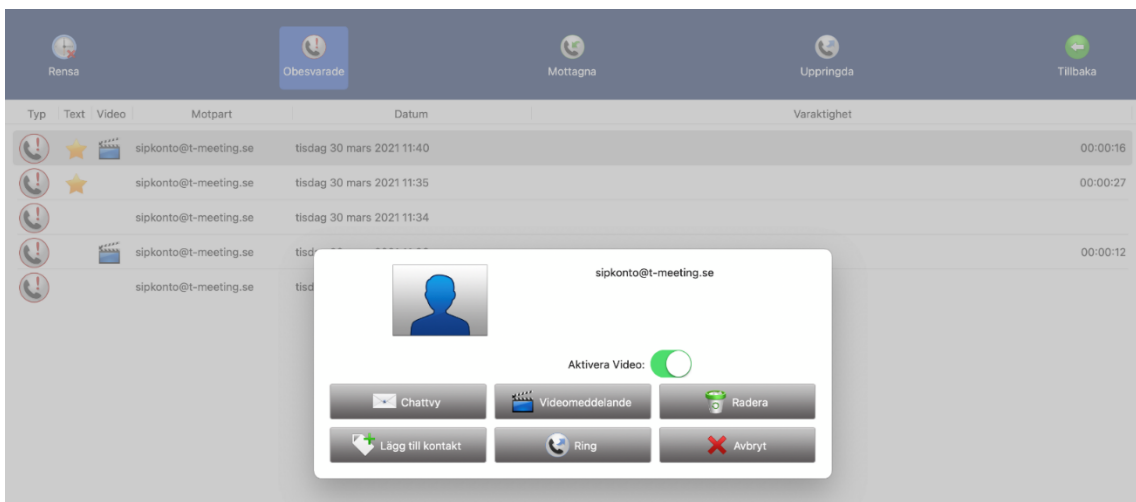 Rensa Obesvarade Mottagna Uppringda Tillbaka
Typ Text Video Motpart Datum Varaktighet
sipkonto@t-meeting.se tisdag 30 mars 2021 11:40 00:00:16
sipkonto@t-meeting.se tisdag 30 mars 2021 11:35 00:00:27
sipkonto@t-meeting.se tisdag 30 mars 2021 11:34
sipkonto@t-meeting.se 00:00:12
sipkonto@t-meeting.se
sipkonto@t-meeting.se
Aktivera Video:
Chattvy Videomeddelande Radera
Lägg till kontakt Ring Avbryt